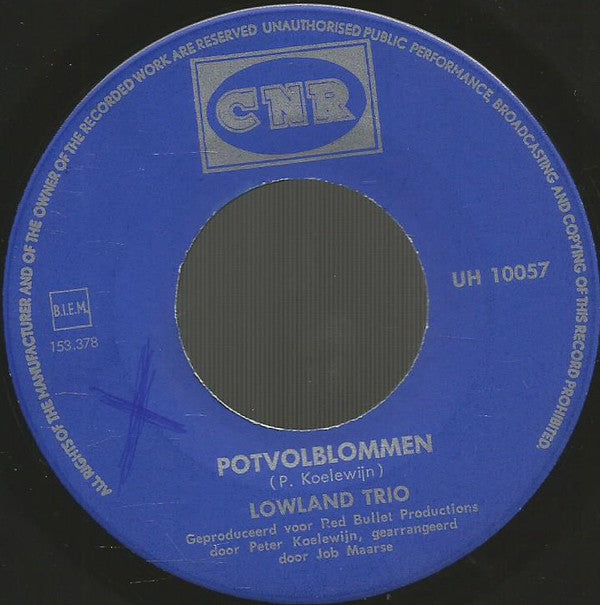 ALL RIGHTS OF THE MANUFACTURER AND OF THE OWNER OF THE RECORDED WORK ARE RESERVED UNAUTHORISED PUBLIC PERFORMANCE, BROADCASTING AND COPYING OF THIS RECORD PROHIBITED.
CNR
UH 10057
B.I.E.M.
153.378
POTVOLBLOMMEN
(P. Koelewijn)
LOWLAND TRIO
Geproduceerd voor Red Bullet Productions
door Peter Koelewijn, gearrangeerd
door Job Maarse